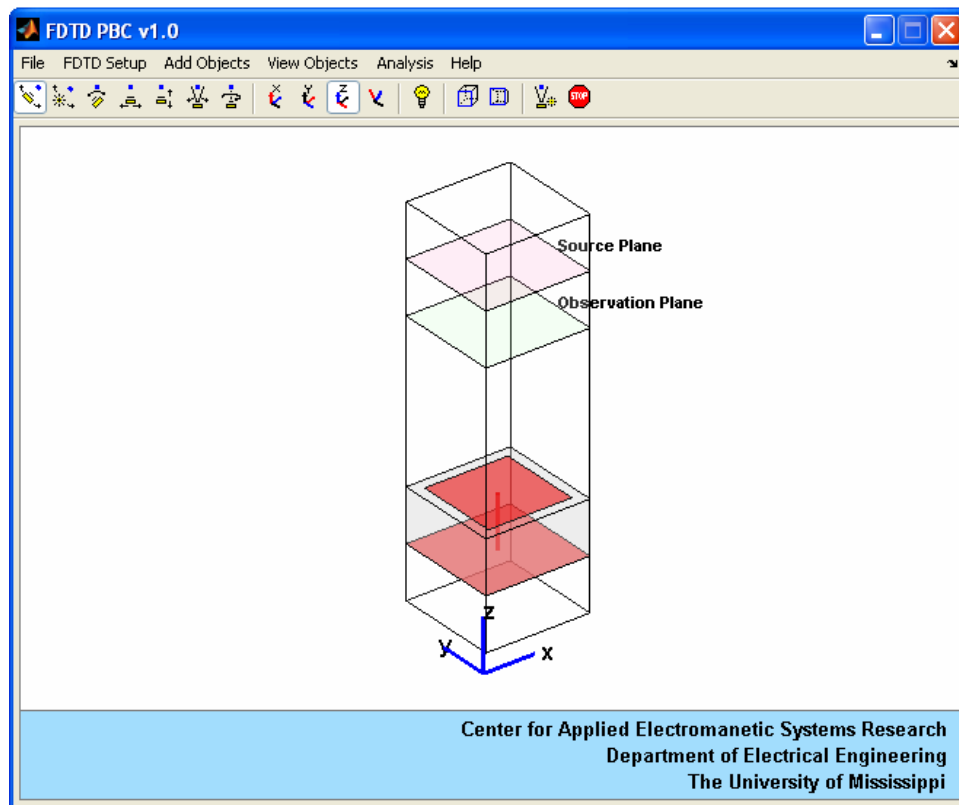 FDTD PBC v1.0
File FDTD Setup Add Objects View Objects Analysis Help
X Y Z STOP
Source Plane
Observation Plane
z
y x
Center for Applied Electromanetic Systems Research
Department of Electrical Engineering
The University of Mississippi